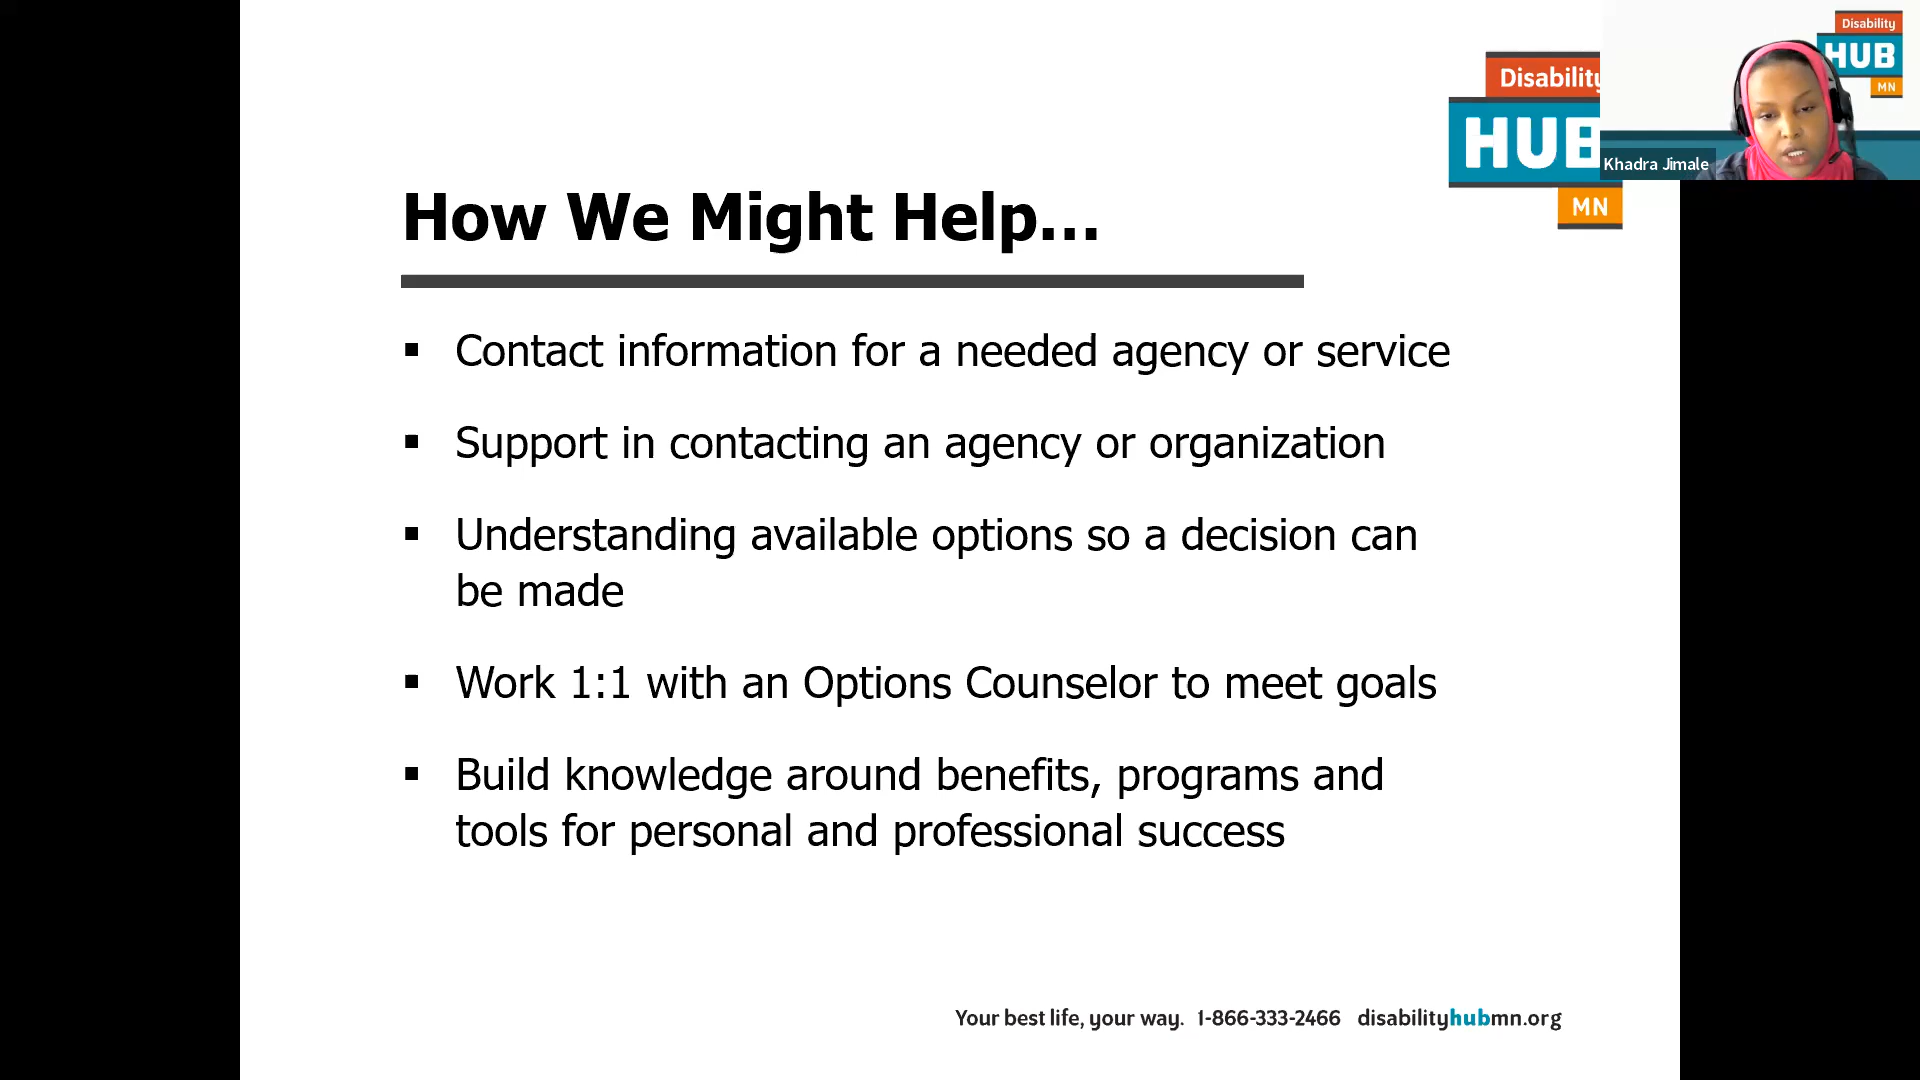 Disability
HUB
MN
Disability
HUB
MN
Khadra Jimale
How We Might Help...
▪ Contact information for a needed agency or service
▪ Support in contacting an agency or organization
▪ Understanding available options so a decision can
be made
▪ Work 1:1 with an Options Counselor to meet goals
▪ Build knowledge around benefits, programs and
tools for personal and professional success
Your best life, your way. 1-866-333-2466 disabilityhubmn.org